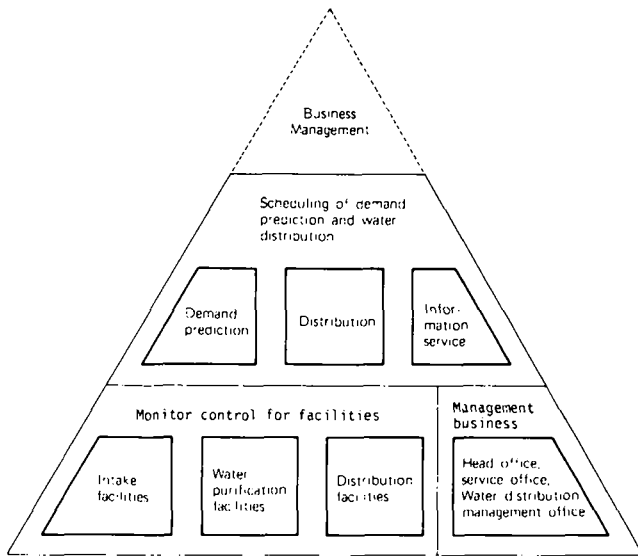 Business
Management
Scheduling of demand
prediction and water
distribution
Demand
prediction
Distribution
Infor-
mation
service
Monitor control for facilities
Management
business
Intake
facilities
Water
purification
facilities
Distribution
facilities
Head office,
service office,
Water distribution
management office